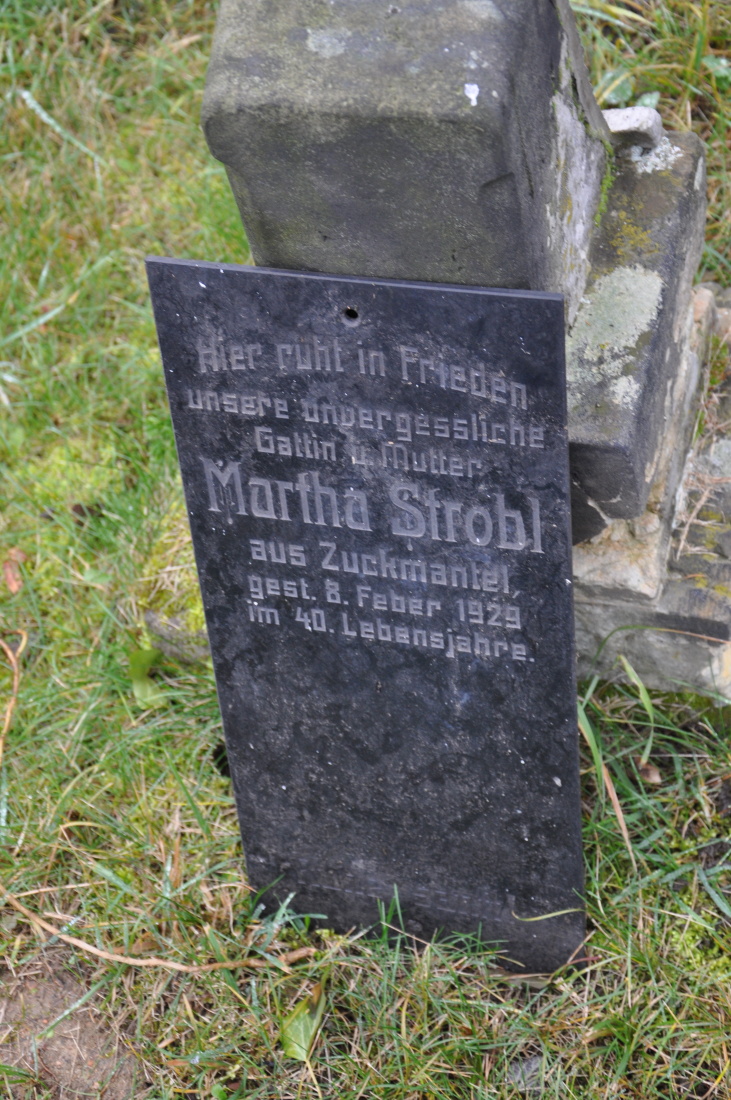 Hier ruht in Frieden
unsere unvergessliche
Gattin u. Mutter
Martha Strobl
aus Zuckmantel,
gest. 8. Feber 1929
im 40. Lebensjahre.